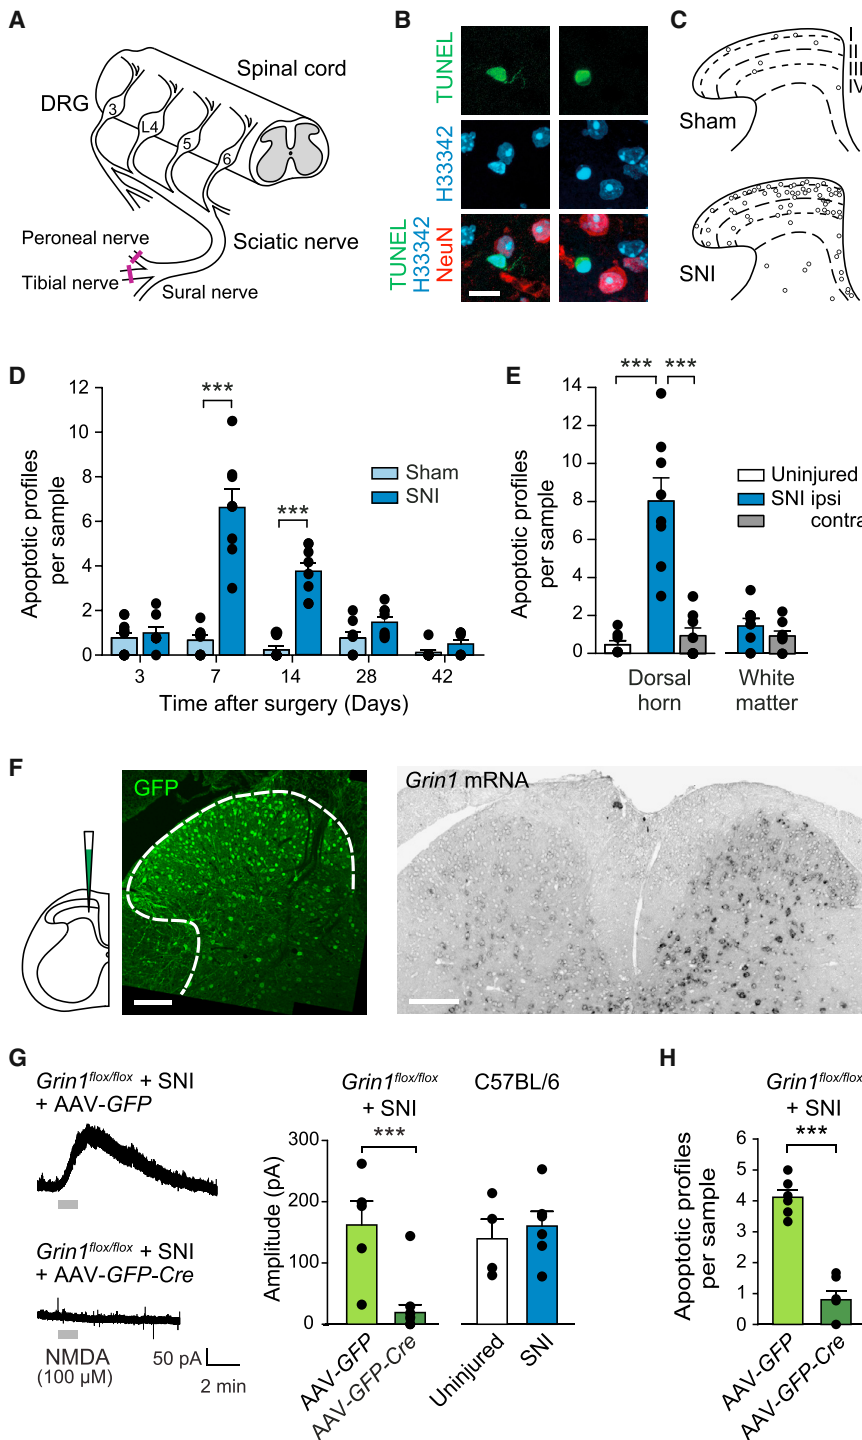 A
Spinal cord
DRG
3
L4
5
6
Peroneal nerve
Tibial nerve
Sciatic nerve
Sural nerve
B
TUNEL
H33342
TUNEL
H33342
NeuN
C
I
II
III
IV
Sham
SNI
D
Apoptotic profiles
per sample
12
10
8
6
4
2
0
***
***
Sham
SNI
3 7 14 28 42
Time after surgery (Days)
E
Apoptotic profiles
per sample
14
12
10
8
6
4
2
0
*** ***
Uninjured
SNI ipsi
contra
Dorsal
horn
White
matter
F
GFP
Grin1 mRNA
G
Grin1flox/flox + SNI
+ AAV-GFP
Grin1flox/flox + SNI
+ AAV-GFP-Cre
NMDA
(100 µM)
50 pA
2 min
Grin1flox/flox
+ SNI
C57BL/6
***
Amplitude (pA)
300
200
100
0
AAV-GFP
AAV-GFP-Cre
Uninjured
SNI
H
Grin1flox/flox
+ SNI
***
Apoptotic profiles
per sample
6
5
4
3
2
1
0
AAV-GFP
AAV-GFP-Cre